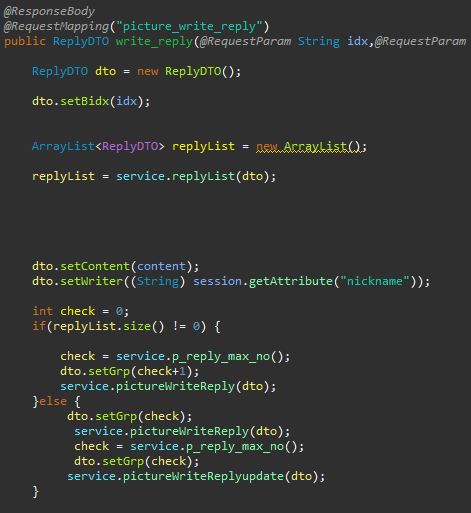 @ResponseBody
@RequestMapping("picture_write_reply")
public ReplyDTO write_reply(@RequestParam String idx,@RequestParam
ReplyDTO dto = new ReplyDTO();
dto.setBidx(idx);
ArrayList<ReplyDTO> replyList = new ArrayList();
replyList = service.replyList(dto);
dto.setContent(content);
dto.setWriter((String) session.getAttribute("nickname"));
int check = 0;
if(replyList.size() != 0) {
check = service.p_reply_max_no();
dto.setGrp(check+1);
service.pictureWriteReply(dto);
}else {
dto.setGrp(check);
service.pictureWriteReply(dto);
check = service.p_reply_max_no();
dto.setGrp(check);
service.pictureWriteReplyupdate(dto);
}